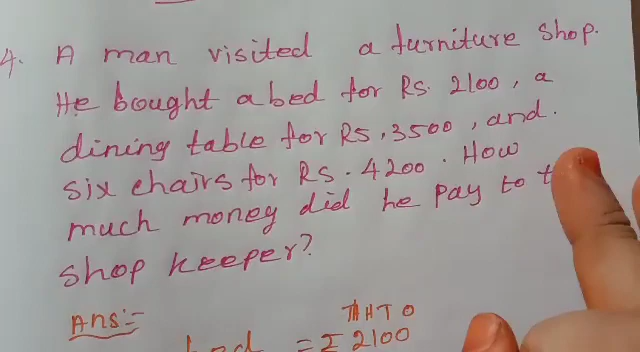 4. A man visited a furniture shop.
He bought a bed for Rs. 2100, a
dining table for Rs. 3500, and.
six chairs for Rs. 4200. How
much money did he pay to
shop keeper?
Ans:-
TH H T O
bed = ₹ 2100